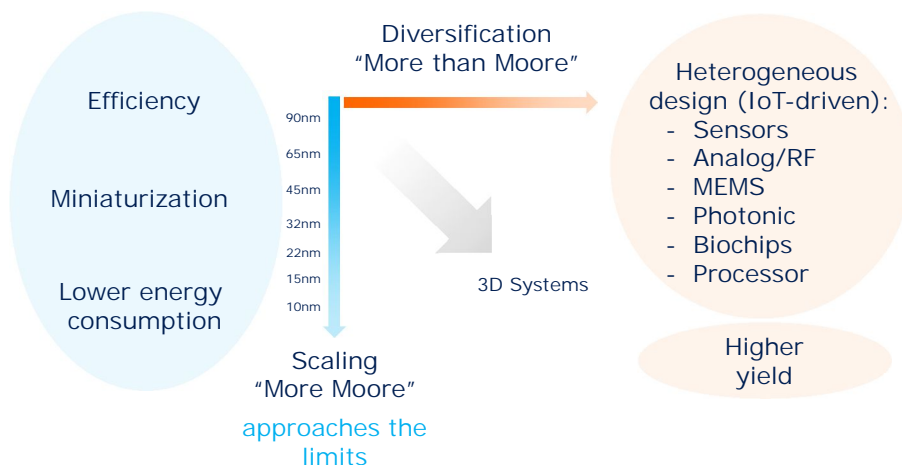 Diversification
“More than Moore”
Efficiency
Miniaturization
Lower energy
consumption
90nm
65nm
45nm
32nm
22nm
15nm
10nm
Scaling
“More Moore”
approaches the
limits
3D Systems
Heterogeneous
design (IoT-driven):
- Sensors
- Analog/RF
- MEMS
- Photonic
- Biochips
- Processor
Higher
yield